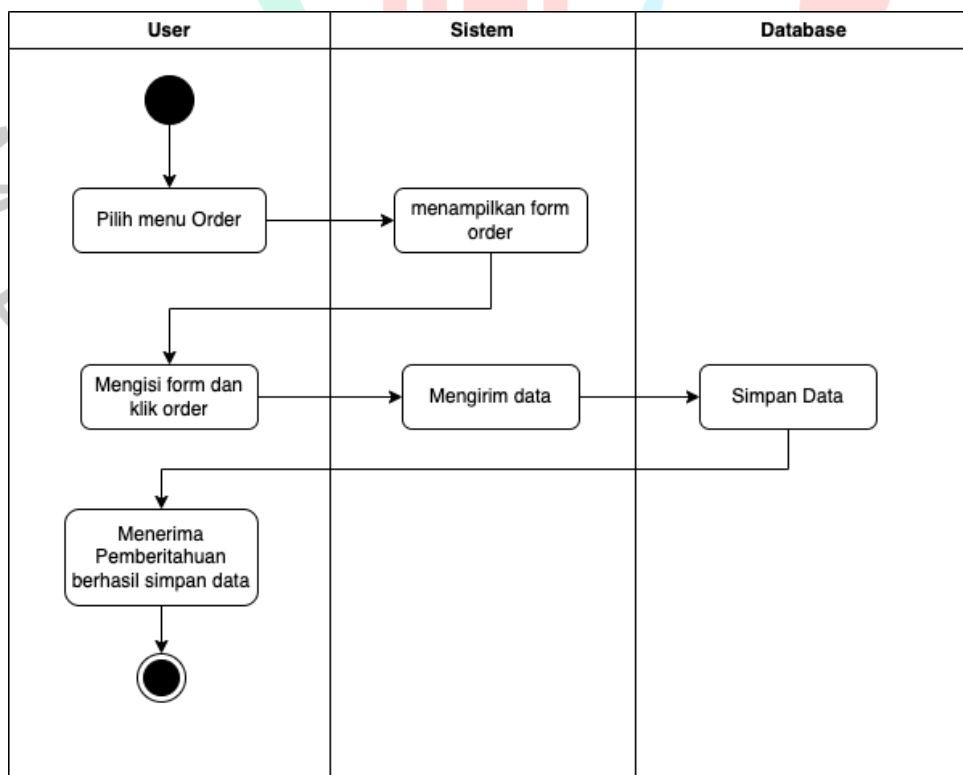 User
Sistem
Database
Pilih menu Order
menampilkan form
order
Mengisi form dan
klik order
Mengirim data
Simpan Data
Menerima
Pemberitahuan
berhasil simpan data